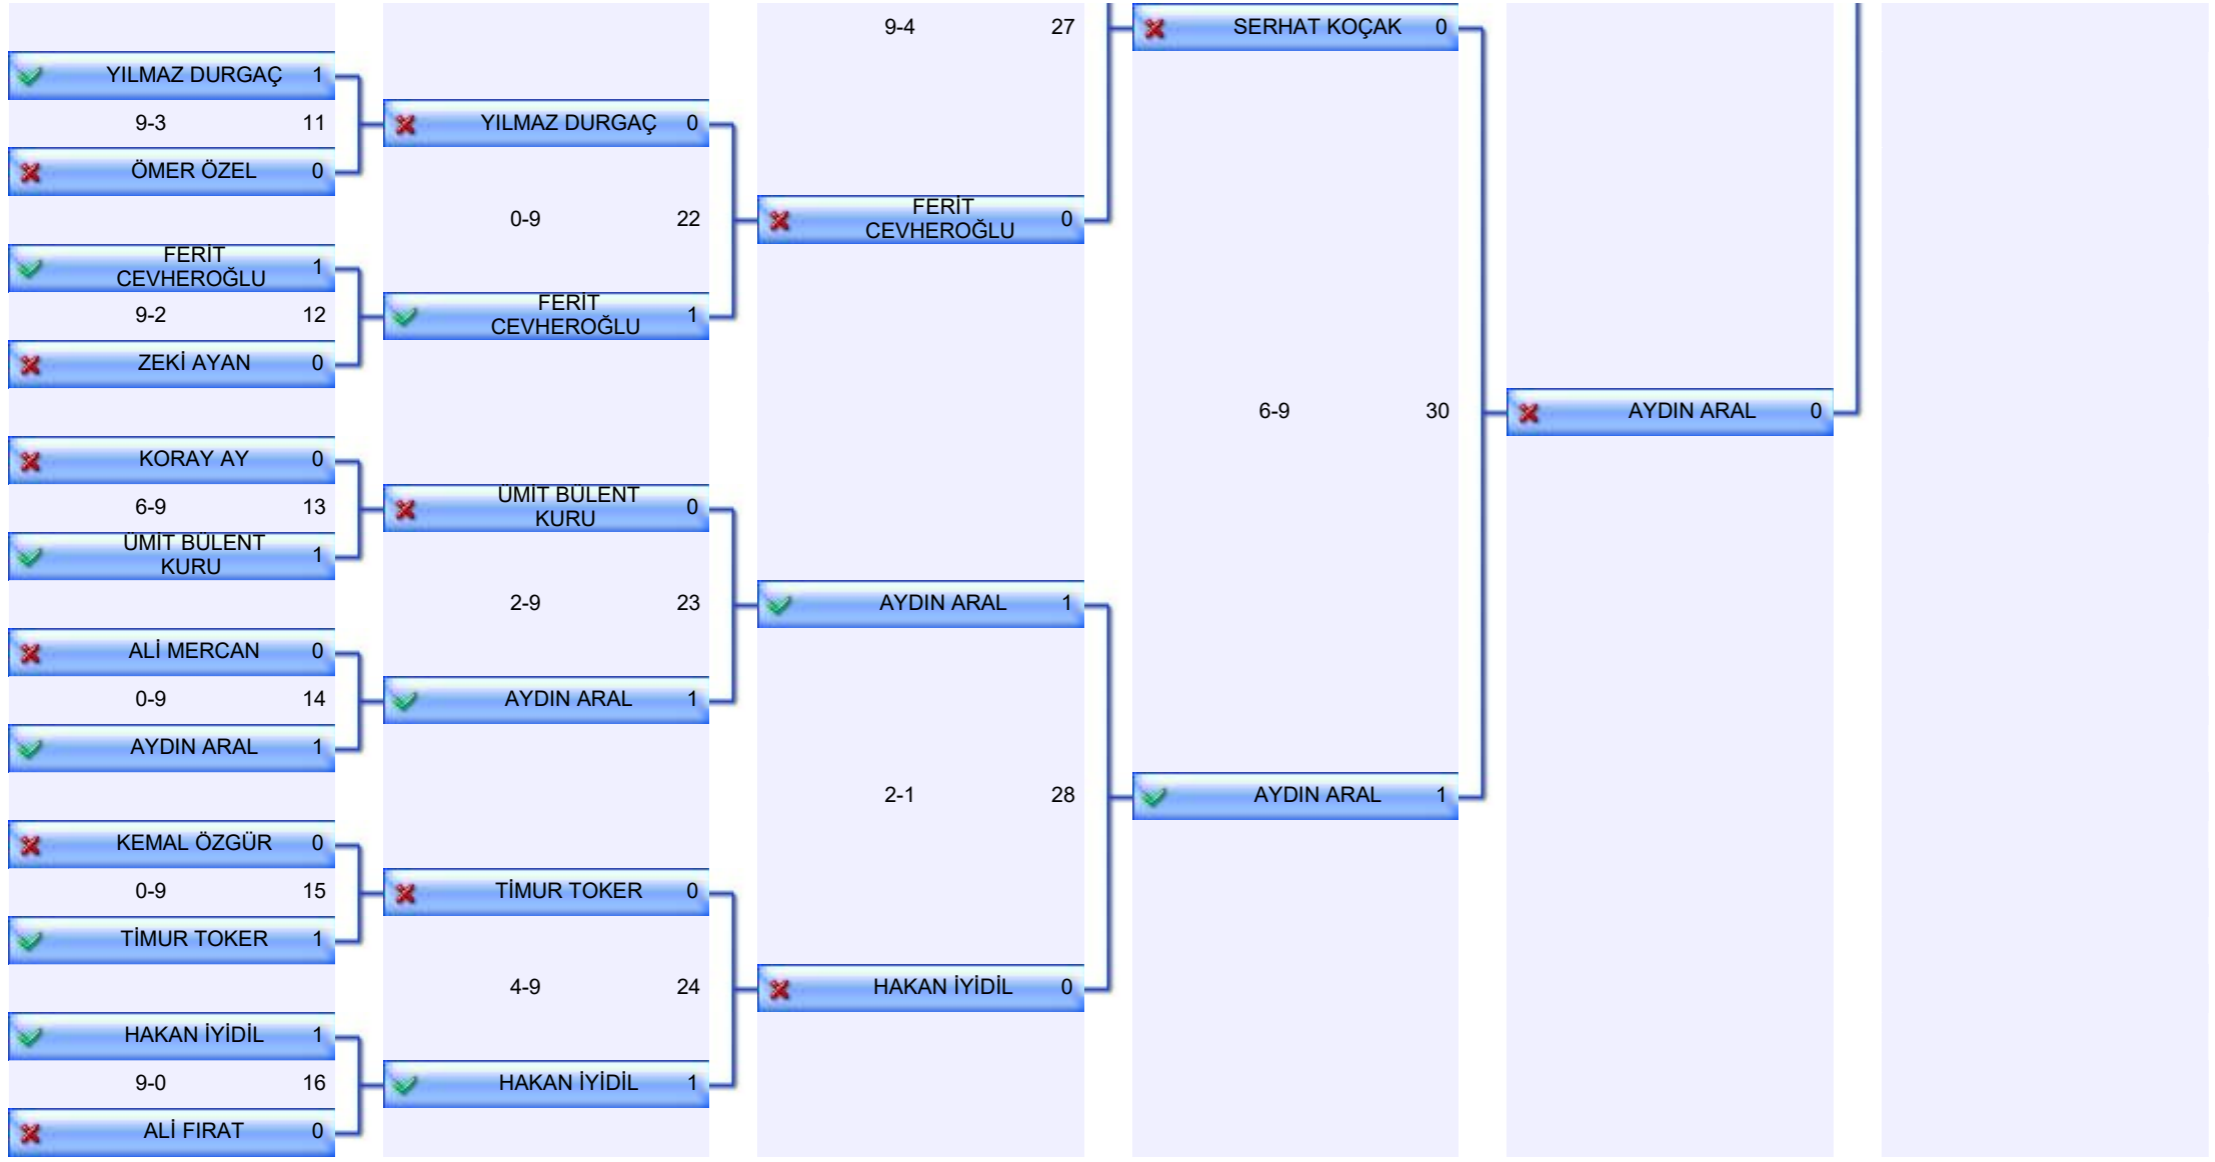 YILMAZ DURGAÇ 1
9-3 11
ÖMER ÖZEL 0
FERİT
CEVHEROĞLU 1
9-2 12
ZEKİ AYAN 0
KORAY AY 0
6-9 13
ÜMİT BÜLENT
KURU 1
ALİ MERCAN 0
0-9 14
AYDIN ARAL 1
KEMAL ÖZGÜR 0
0-9 15
TİMUR TOKER 1
HAKAN İYİDİL 1
9-0 16
ALİ FIRAT 0
YILMAZ DURGAÇ 0
0-9 22
FERİT
CEVHEROĞLU 1
ÜMİT BÜLENT
KURU 0
2-9 23
AYDIN ARAL 1
TİMUR TOKER 0
4-9 24
HAKAN İYİDİL 1
9-4 27
FERİT
CEVHEROĞLU 0
AYDIN ARAL 1
2-1 28
HAKAN İYİDİL 0
SERHAT KOÇAK 0
6-9 30
AYDIN ARAL 1
AYDIN ARAL 0